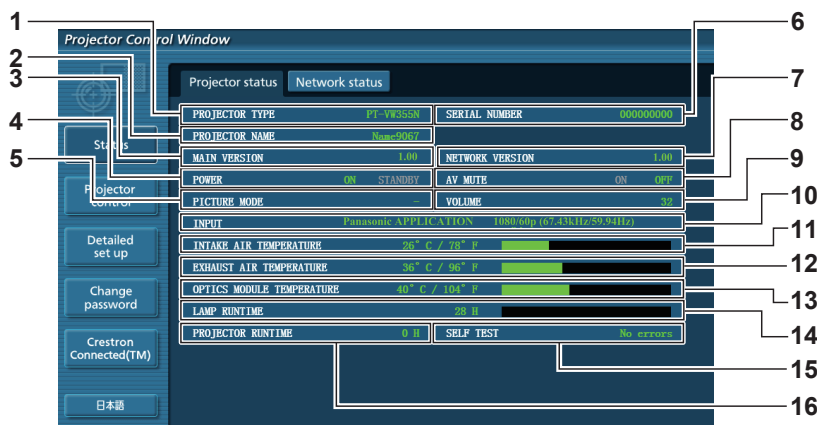 1
2
3
4
5
6
7
8
9
10
11
12
13
14
15
16
Projector Control Window
Projector status Network status
PROJECTOR TYPE PT-VW355N SERIAL NUMBER 000000000
PROJECTOR NAME Name9067
MAIN VERSION 1.00 NETWORK VERSION 1.00
POWER ON STANDBY AV MUTE ON OFF
PICTURE MODE – VOLUME 32
INPUT Panasonic APPLICATION 1080/60p (67.43kHz/59.94Hz)
INTAKE AIR TEMPERATURE 26° C / 78° F
EXHAUST AIR TEMPERATURE 36° C / 96° F
OPTICS MODULE TEMPERATURE 40° C / 104° F
LAMP RUNTIME 28 H
PROJECTOR RUNTIME 0 H SELF TEST No errors
Status
Projector
control
Detailed
set up
Change
password
Crestron
Connected(TM)
日本語